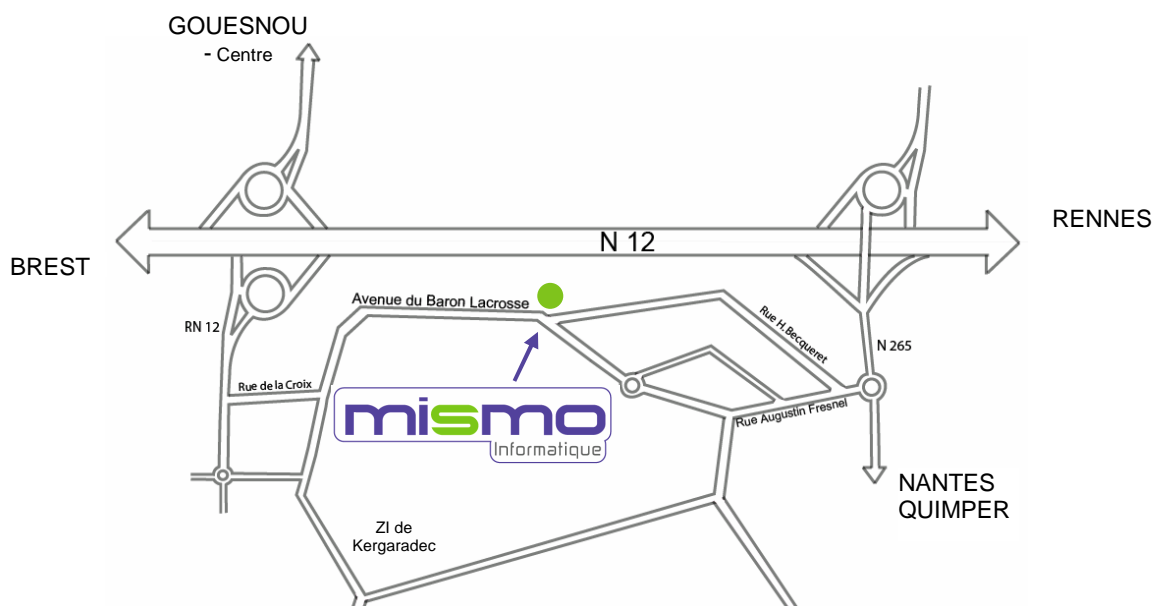 GOUESNOU
- Centre
RENNES
N 12
BREST
Avenue du Baron Lacrosse
RN 12
Rue H.Becqueret
N 265
Rue de la Croix
mismo
Informatique
Rue Augustin Fresnel
NANTES
QUIMPER
ZI de
Kergaradec